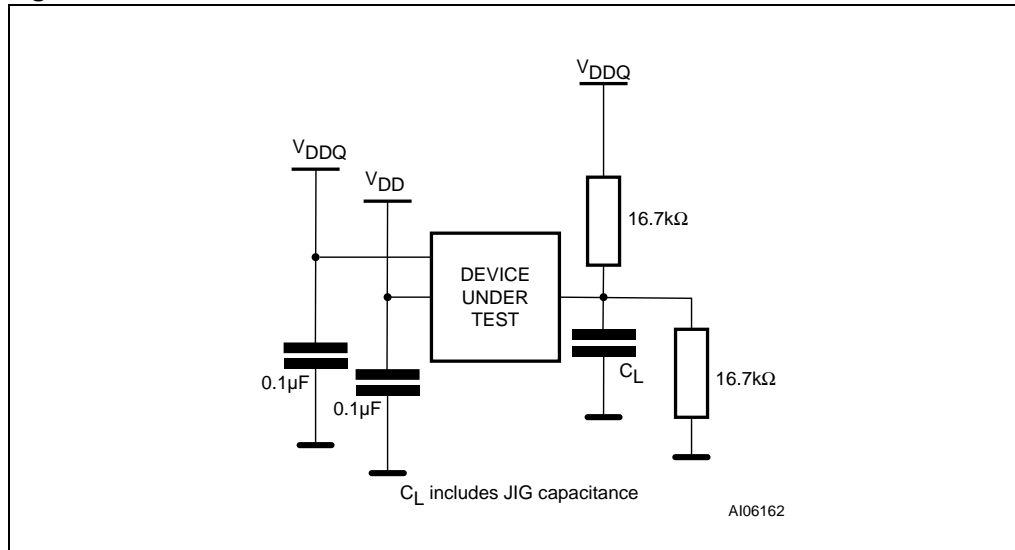 VDDQ
VDDQ
VDD
16.7kΩ
DEVICE
UNDER
TEST
CL
0.1µF
16.7kΩ
0.1µF
CL includes JIG capacitance
AI06162